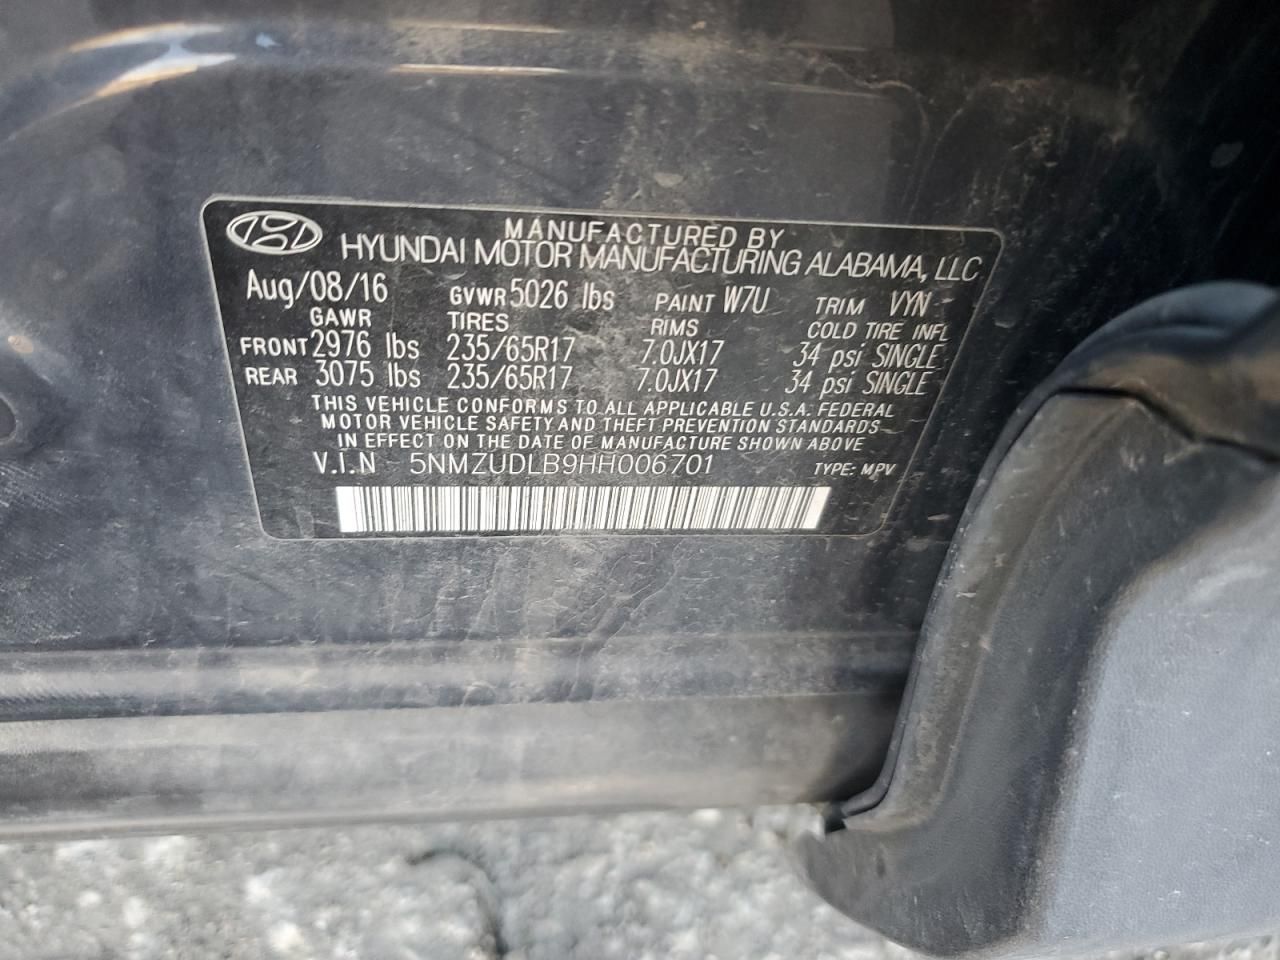 MANUFACTURED BY
HYUNDAI MOTOR MANUFACTURING ALABAMA, LLC
Aug/08/16 GVWR 5026 lbs PAINT W7U TRIM VYN
GAWR TIRES RIMS COLD TIRE INFL
FRONT 2976 lbs 235/65R17 7.0JX17 34 psi SINGLE
REAR 3075 lbs 235/65R17 7.0JX17 34 psi SINGLE
THIS VEHICLE CONFORMS TO ALL APPLICABLE U.S.A. FEDERAL
MOTOR VEHICLE SAFETY AND THEFT PREVENTION STANDARDS
IN EFFECT ON THE DATE OF MANUFACTURE SHOWN ABOVE
V.I.N 5NMZUDLB9HH006701 TYPE: MPV